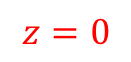 z = 0